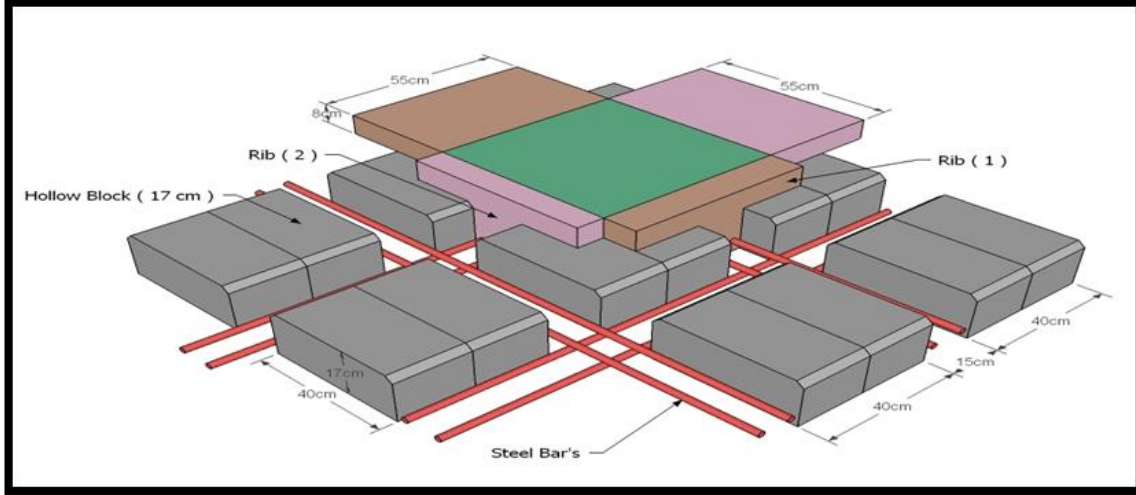 55cm
55cm
8cm
Rib ( 2 )
Rib ( 1 )
Hollow Block ( 17 cm )
40cm
15cm
17cm
40cm
40cm
Steel Bar's